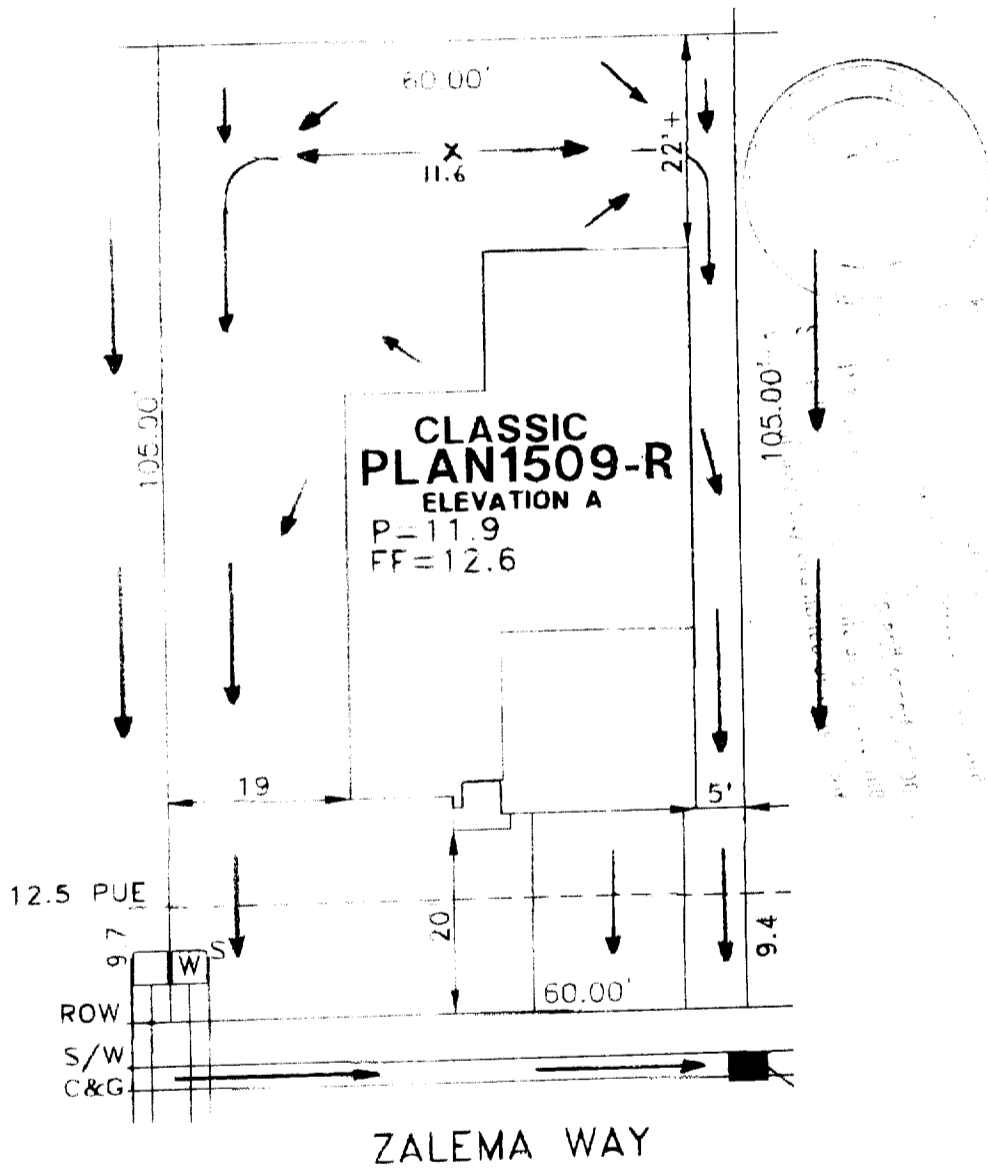 60.00'
22'+
X
11.6
105.00'
105.00'
CLASSIC
PLAN1509-R
ELEVATION A
P=11.9
FF=12.6
19
5'
12.5 PUE
9.7
W
S
20
9.4
60.00'
ROW
S/W
C&G
ZALEMA WAY